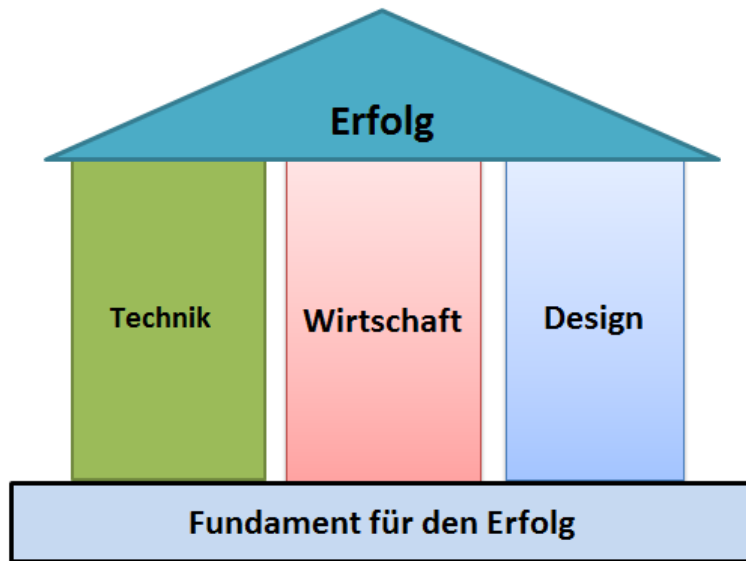 Erfolg
Technik
Wirtschaft
Design
Fundament für den Erfolg